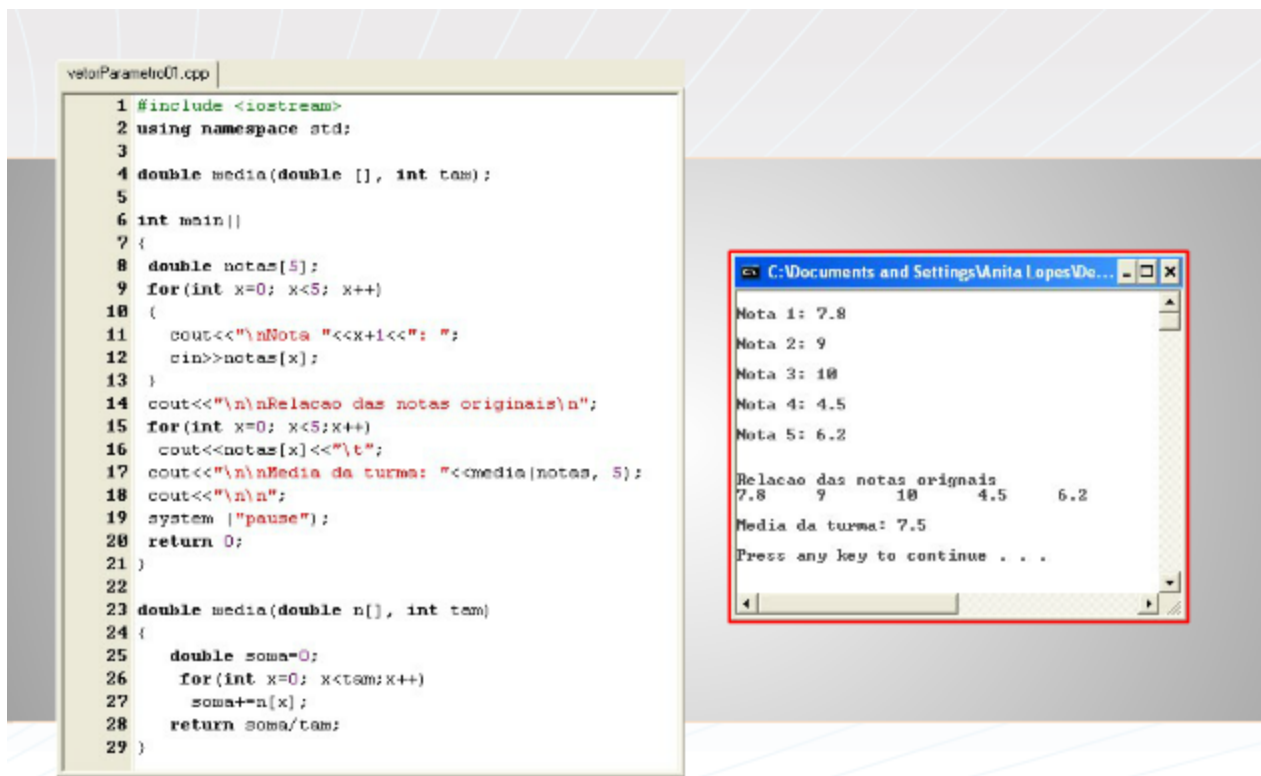 vetorParametro01.cpp
1 #include <iostream>
2 using namespace std;
3
4 double media(double [], int tam);
5
6 int main()
7 {
8 double notas[5];
9 for(int x=0; x<5; x++)
10 {
11 cout<<"\nNota "<<x+1<<": ";
12 cin>>notas[x];
13 }
14 cout<<"\n\nRelacao das notas originais\n";
15 for(int x=0; x<5;x++)
16 cout<<notas[x]<<"\t";
17 cout<<"\n\nMedia da turma: "<<media(notas, 5);
18 cout<<"\n\n";
19 system ("pause");
20 return 0;
21 }
22
23 double media(double n[], int tam)
24 {
25 double soma=0;
26 for(int x=0; x<tam;x++)
27 soma+=n[x];
28 return soma/tam;
29 }
C:\Documents and Settings\Anita Lopes\De...
Nota 1: 7.8
Nota 2: 9
Nota 3: 10
Nota 4: 4.5
Nota 5: 6.2
Relacao das notas orignais
7.8 9 10 4.5 6.2
Media da turma: 7.5
Press any key to continue . . .